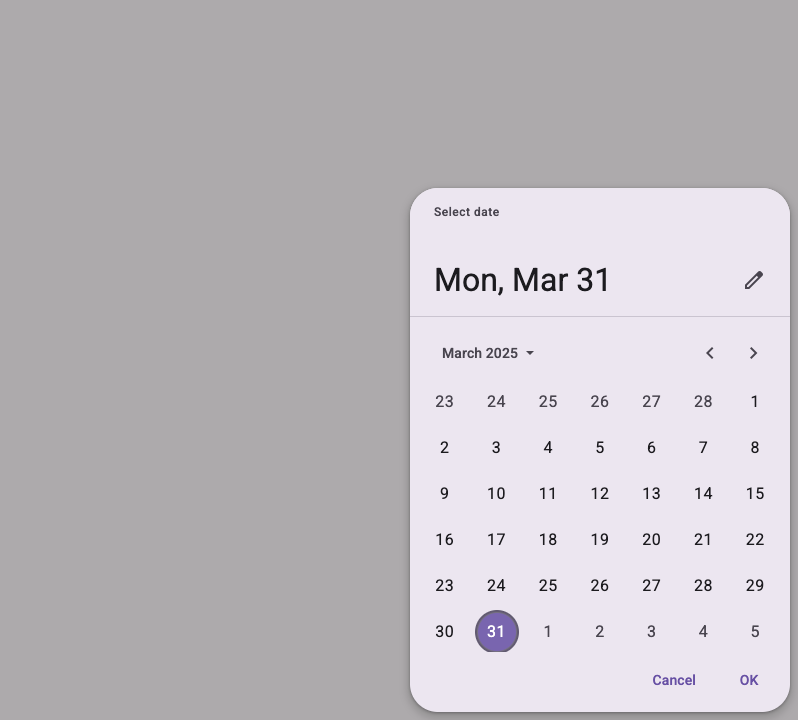 Select date
Mon, Mar 31
March 2025
23 24 25 26 27 28 1
2 3 4 5 6 7 8
9 10 11 12 13 14 15
16 17 18 19 20 21 22
23 24 25 26 27 28 29
30 31 1 2 3 4 5
Cancel OK